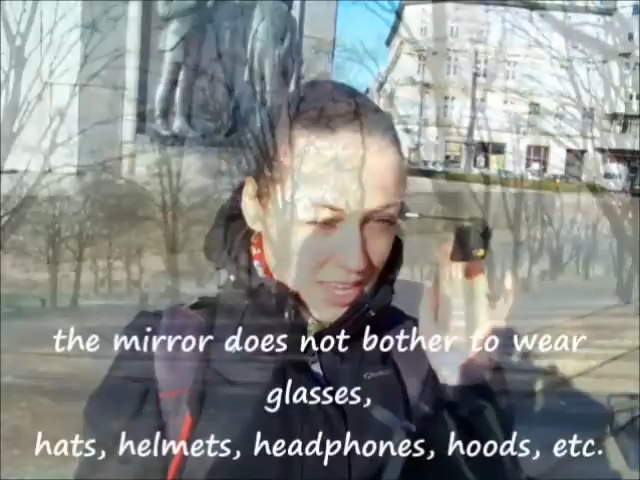 the mirror does not bother to wear
glasses,
hats, helmets, headphones, hoods, etc.